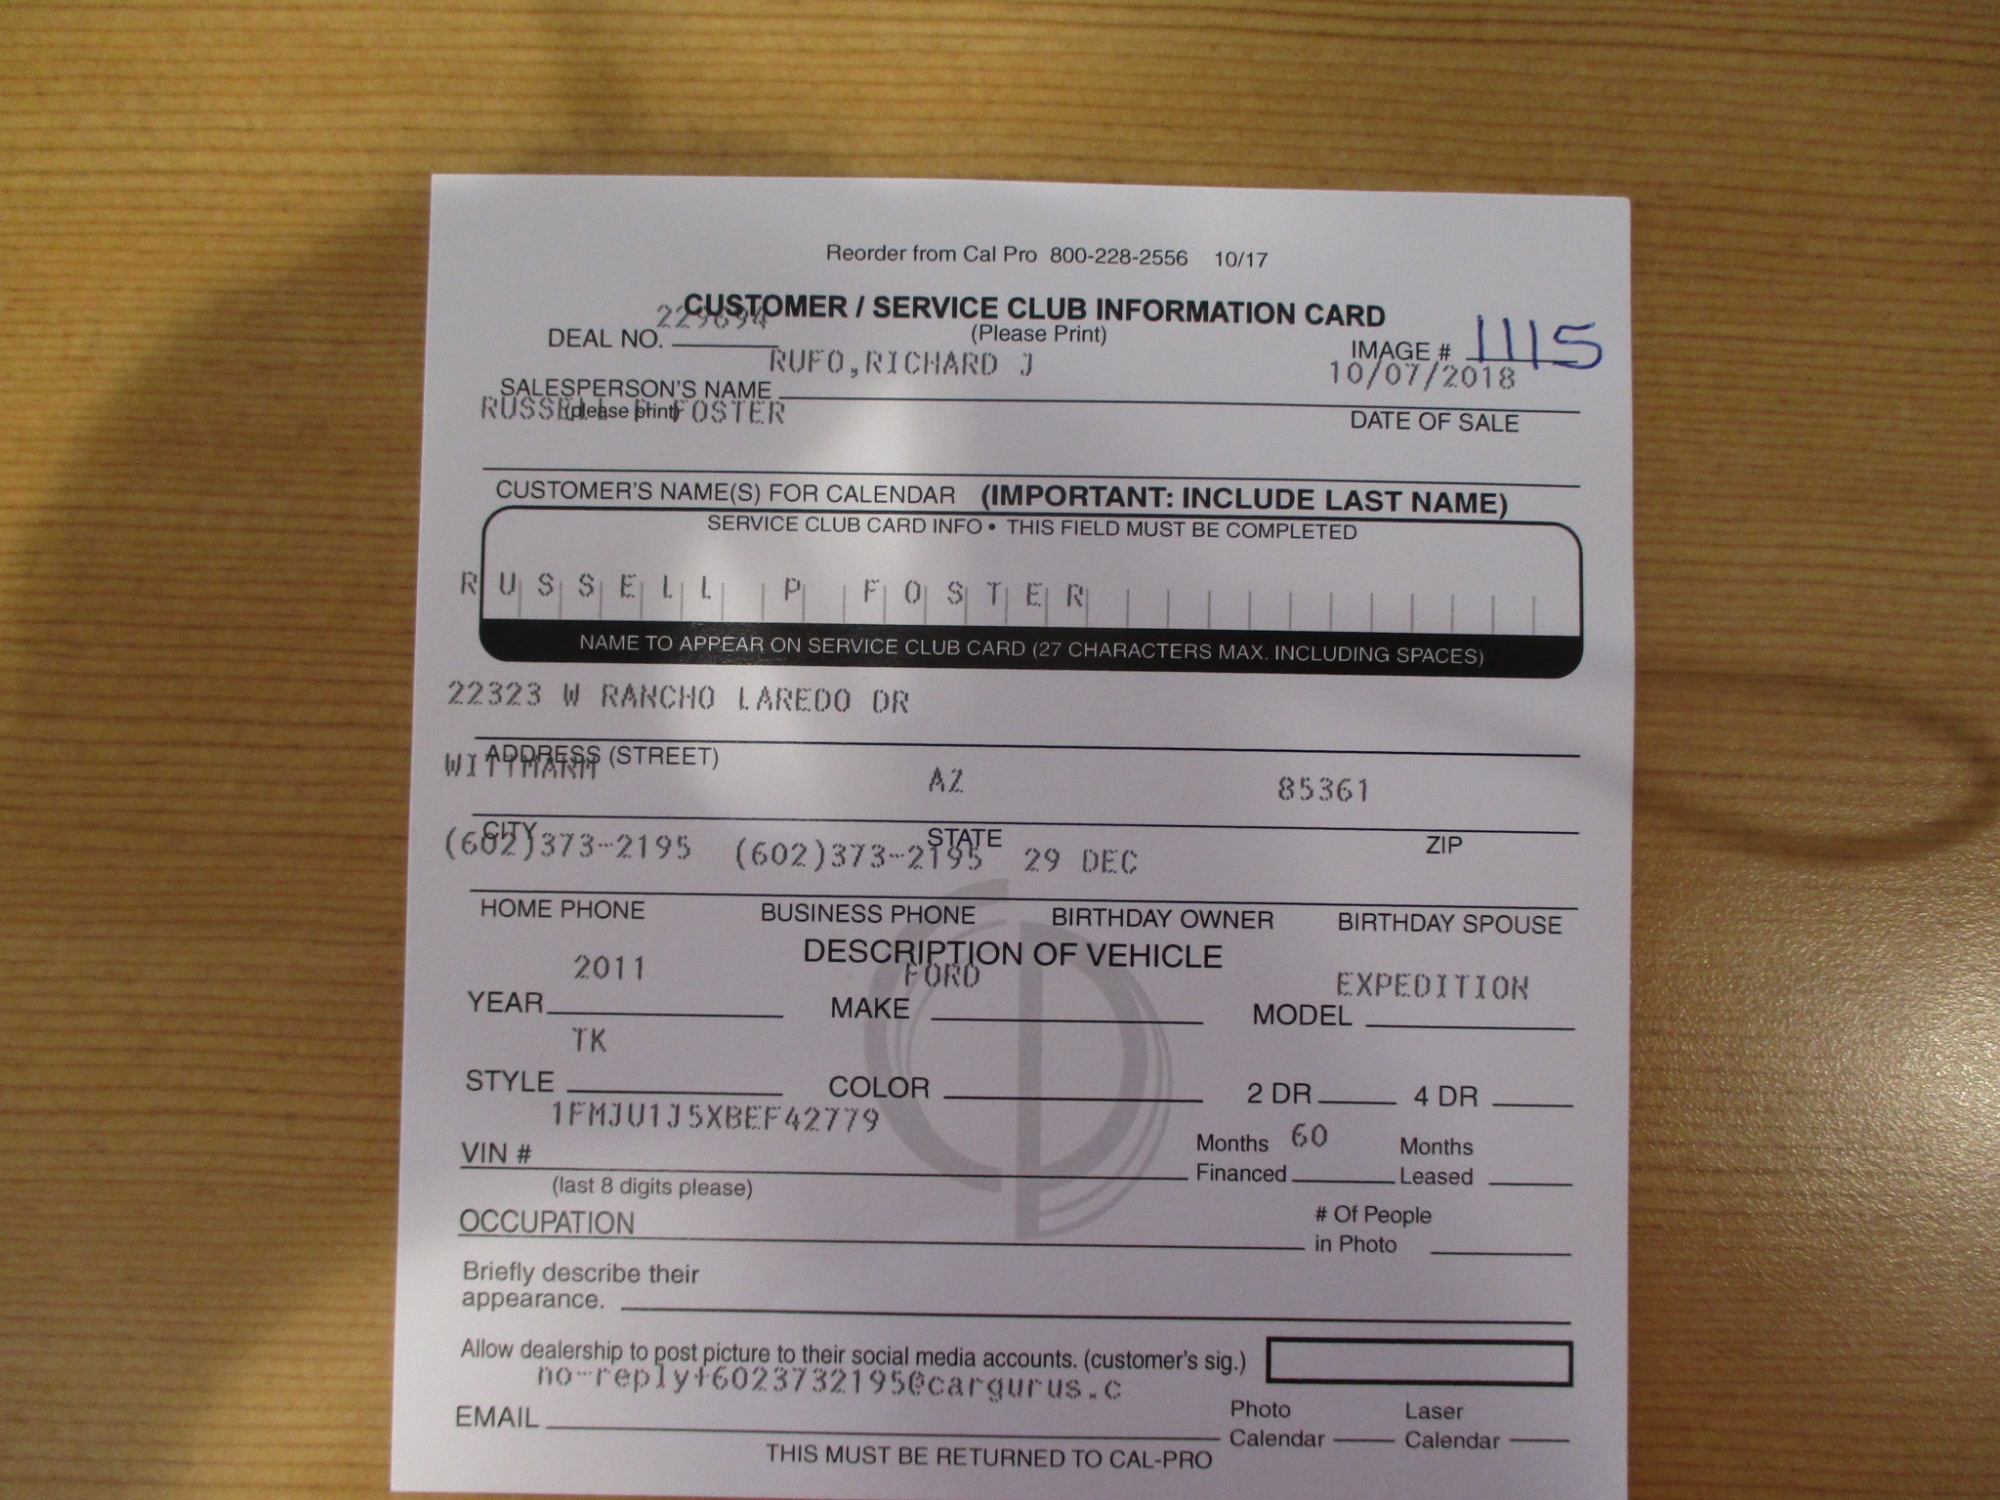 Reorder from Cal Pro 800-228-2556 10/17
CUSTOMER / SERVICE CLUB INFORMATION CARD
229694
DEAL NO. (Please Print)
IMAGE # 1115
RUFO,RICHARD J 10/07/2018
SALESPERSON'S NAME
(please print)
RUSSELL P FOSTER
DATE OF SALE
CUSTOMER'S NAME(S) FOR CALENDAR (IMPORTANT: INCLUDE LAST NAME)
SERVICE CLUB CARD INFO • THIS FIELD MUST BE COMPLETED
RUSSELL P FOSTER
NAME TO APPEAR ON SERVICE CLUB CARD (27 CHARACTERS MAX. INCLUDING SPACES)
22323 W RANCHO LAREDO DR
ADDRESS (STREET)
WITTMANN AZ 85361
CITY STATE ZIP
(602)373-2195 (602)373-2195 29 DEC
HOME PHONE BUSINESS PHONE BIRTHDAY OWNER BIRTHDAY SPOUSE
DESCRIPTION OF VEHICLE
2011 FORD EXPEDITION
YEAR MAKE MODEL
TK
STYLE COLOR 2 DR 4 DR
1FMJU1J5XBEF42779
VIN # Months Financed 60 Months Leased
(last 8 digits please)
OCCUPATION # Of People in Photo
Briefly describe their
appearance.
Allow dealership to post picture to their social media accounts. (customer's sig.)
no-reply+6023732195@cargurus.c
EMAIL Photo Calendar Laser Calendar
THIS MUST BE RETURNED TO CAL-PRO